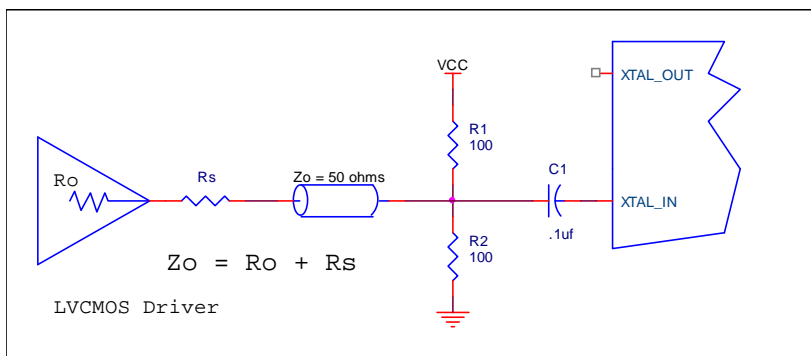 VCC
XTAL_OUT
R1
100
Ro
Rs
Zo = 50 ohms
C1
XTAL_IN
.1uf
R2
100
Zo = Ro + Rs
LVCMOS Driver